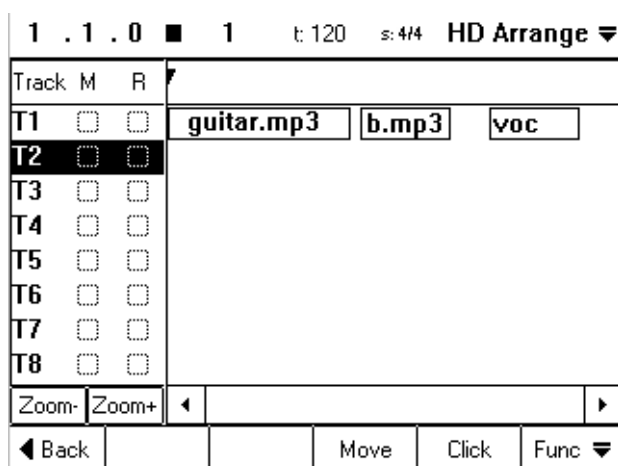 1 . 1 . 0 ■ 1 t: 120 s: 4/4 HD Arrange
Track M R
T1 guitar.mp3 b.mp3 voc
T2
T3
T4
T5
T6
T7
T8
Zoom- Zoom+
Back Move Click Func